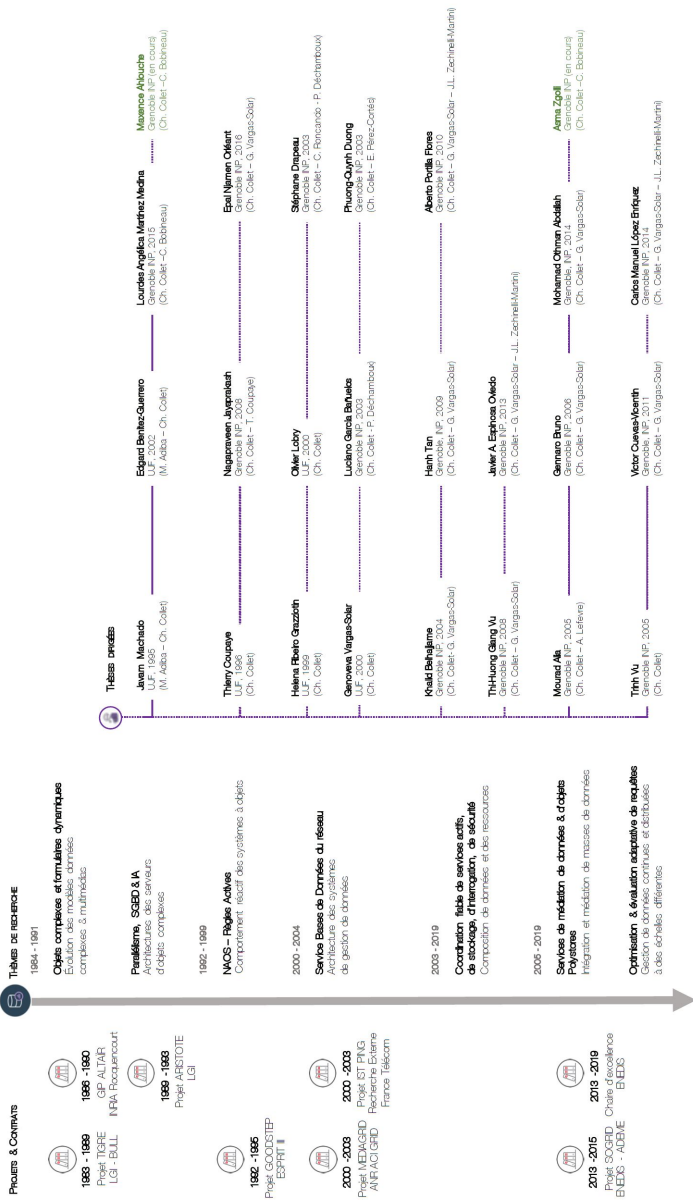 PROJETS & CONTRATS
1983 - 1989
Projet TIGRE
LGI - BULL
1986 - 1990
GIP ALTAÏR
INRIA Rocquencourt
1989 - 1993
Projet ARISTOTE
LGI
1992 - 1995
Projet GOODSTEP
ESPRIT III
2000 - 2003
Projet MEDIAGRID
ANR ACI GRID
2000 - 2003
Projet IST PING
Recherche Externe
France Télécom
2013 - 2015
Projet SOGRID
ENEDIS - ADEME
2013 - 2019
Chaire d'excellence
ENEDIS
THÈMES DE RECHERCHE
1984 - 1991
Objets complexes et formulaires dynamiques
Évolution des modèles données
complexes & multimédias
Parallélisme, SGBD & IA
Architectures des serveurs
d'objets complexes
1992 - 1999
NAOS – Règles Actives
Comportement réactif des systèmes à objets
2000 - 2004
Service Bases de Données du réseau
Architecture des systèmes
de gestion de données
2003 - 2019
Coordination fiable de services actifs,
de stockage, d'interrogation, de sécurité
Composition de données et des ressources
2005 - 2019
Services de médiation de données & d'objets
Polystores
Intégration et médiation de masses de données
Optimisation & évaluation adaptative de requêtes
Gestion de données continues et distribuées
à des échelles différentes
THÈSES DIRIGÉES
Javam Machado
UJF, 1995
(M. Adiba – Ch. Collet)
Edgard Benítez-Guerrero
UJF, 2002
(M. Adiba – Ch. Collet)
Lourdes Angélica Martínez Médina
Grenoble INP, 2015
(Ch. Collet –C. Bobineau)
Maxence Ahlouche
Grenoble INP (en cours)
(Ch. Collet –C. Bobineau)
Thierry Coupaye
UJF, 1996
(Ch. Collet)
Nagapraveen Jayaprakash
Grenoble INP, 2008
(Ch. Collet – T. Coupaye)
Epal Njamen Orléant
Grenoble INP, 2016
(Ch. Collet – G. Vargas-Solar)
Helena Ribeiro Grazziotin
UJF, 1999
(Ch. Collet)
Olivier Lobry
UJF, 2000
(Ch. Collet)
Stéphane Drapeau
Grenoble INP, 2003
(Ch. Collet – C. Roncando - P. Déchamboux)
Genoveva Vargas-Solar
UJF, 2000
(Ch. Collet)
Luciano García Bañuelos
Grenoble INP, 2003
(Ch. Collet - P. Déchamboux)
Phuong-Quynh Duong
Grenoble INP, 2003
(Ch. Collet – E. Pérez-Cortés)
Khalid Belhajjame
Grenoble INP, 2004
(Ch. Collet- G. Vargas-Solar)
Hanh Tan
Grenoble, INP, 2009
(Ch. Collet – G. Vargas-Solar)
Alberto Portilla Flores
Grenoble INP, 2010
(Ch. Collet – G. Vargas-Solar – J.L. Zechinelli-Martini)
Thi-Huong Giang Vu
Grenoble INP, 2008
(Ch. Collet – G. Vargas-Solar)
Javier A. Espinosa Oviedo
Grenoble, INP, 2013
(Ch. Collet – G. Vargas-Solar – J.L. Zechinelli-Martini)
Mourad Alia
Grenoble INP, 2005
(Ch. Collet – A. Lefevre)
Gennaro Bruno
Grenoble INP, 2006
(Ch. Collet – G. Vargas-Solar)
Mohamad Othman Abdallah
Grenoble, INP, 2014
(Ch. Collet – G. Vargas-Solar)
Asma Zgolli
Grenoble INP (en cours)
(Ch. Collet –C. Bobineau)
Trinh Vu
Grenoble INP, 2005
(Ch. Collet)
Victor Cuevas-Vicentin
Grenoble INP, 2011
(Ch. Collet – G. Vargas-Solar)
Carlos Manuel López Enríquez
Grenoble INP, 2014
(Ch. Collet – G. Vargas-Solar – J.L. Zechinelli-Martini)